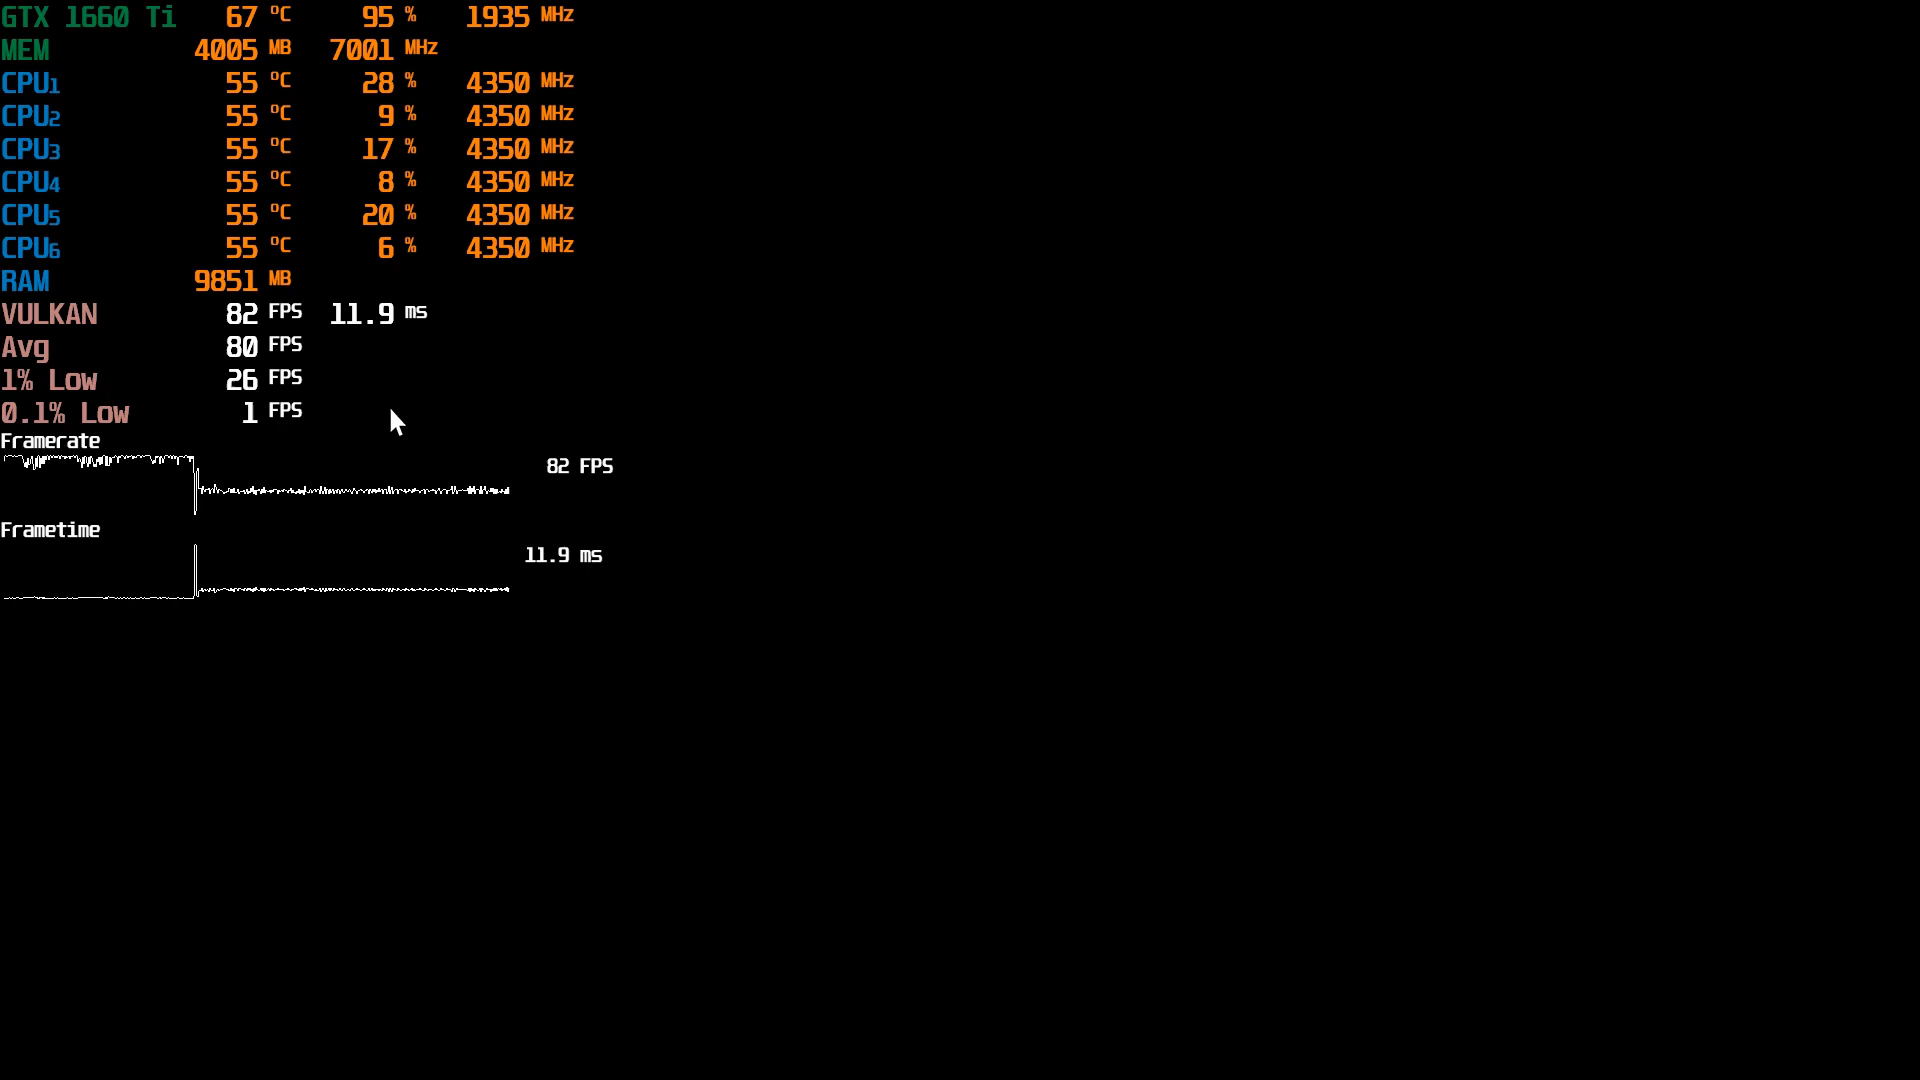 GTX 1660 Ti 67 °C 95 % 1935 MHz
MEM 4005 MB 7001 MHz
CPU1 55 °C 28 % 4350 MHz
CPU2 55 °C 9 % 4350 MHz
CPU3 55 °C 17 % 4350 MHz
CPU4 55 °C 8 % 4350 MHz
CPU5 55 °C 20 % 4350 MHz
CPU6 55 °C 6 % 4350 MHz
RAM 9851 MB
VULKAN 82 FPS 11.9 ms
Avg 80 FPS
1% Low 26 FPS
0.1% Low 1 FPS
Framerate
82 FPS
Frametime
11.9 ms